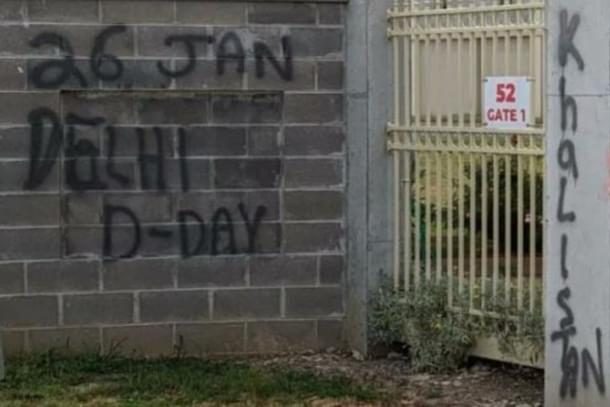 26 JAN
DELHI
D-DAY
52
GATE 1
KhaLISTAN